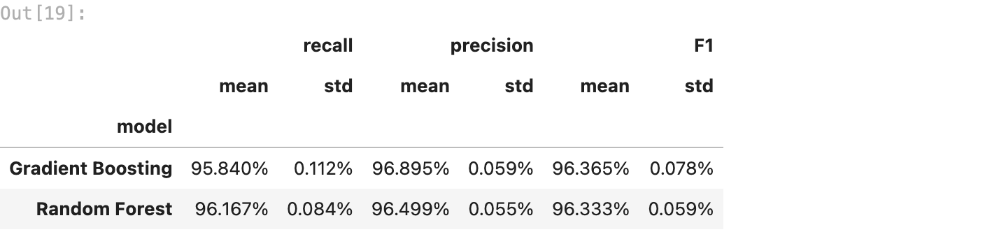 Out[19]:
recall precision F1
mean std mean std mean std
model
Gradient Boosting 95.840% 0.112% 96.895% 0.059% 96.365% 0.078%
Random Forest 96.167% 0.084% 96.499% 0.055% 96.333% 0.059%